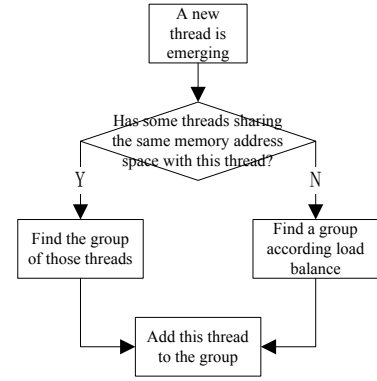 A new
thread is
emerging
Has some threads sharing
the same memory address
space with this thread?
Y
N
Find the group
of those threads
Find a group
according load
balance
Add this thread
to the group